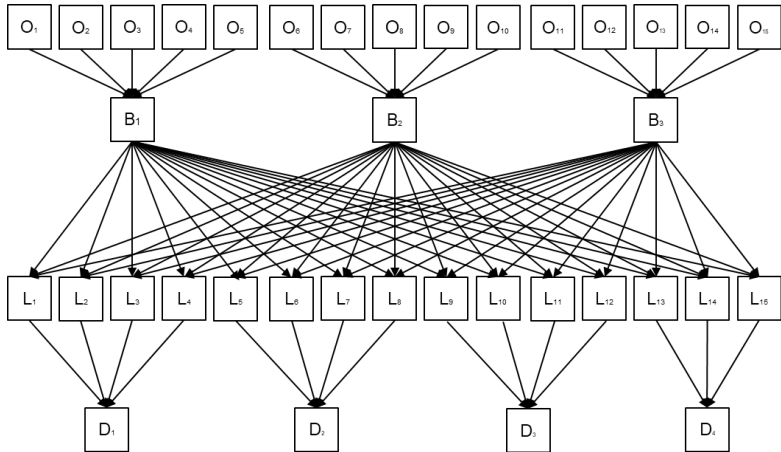 O₁ O₂ O₃ O₄ O₅ O₆ O₇ O₈ O₉ O₁₀ O₁₁ O₁₂ O₁₃ O₁₄ O₁₅
B₁ B₂ B₃
L₁ L₂ L₃ L₄ L₅ L₆ L₇ L₈ L₉ L₁₀ L₁₁ L₁₂ L₁₃ L₁₄ L₁₅
D₁ D₂ D₃ D₄